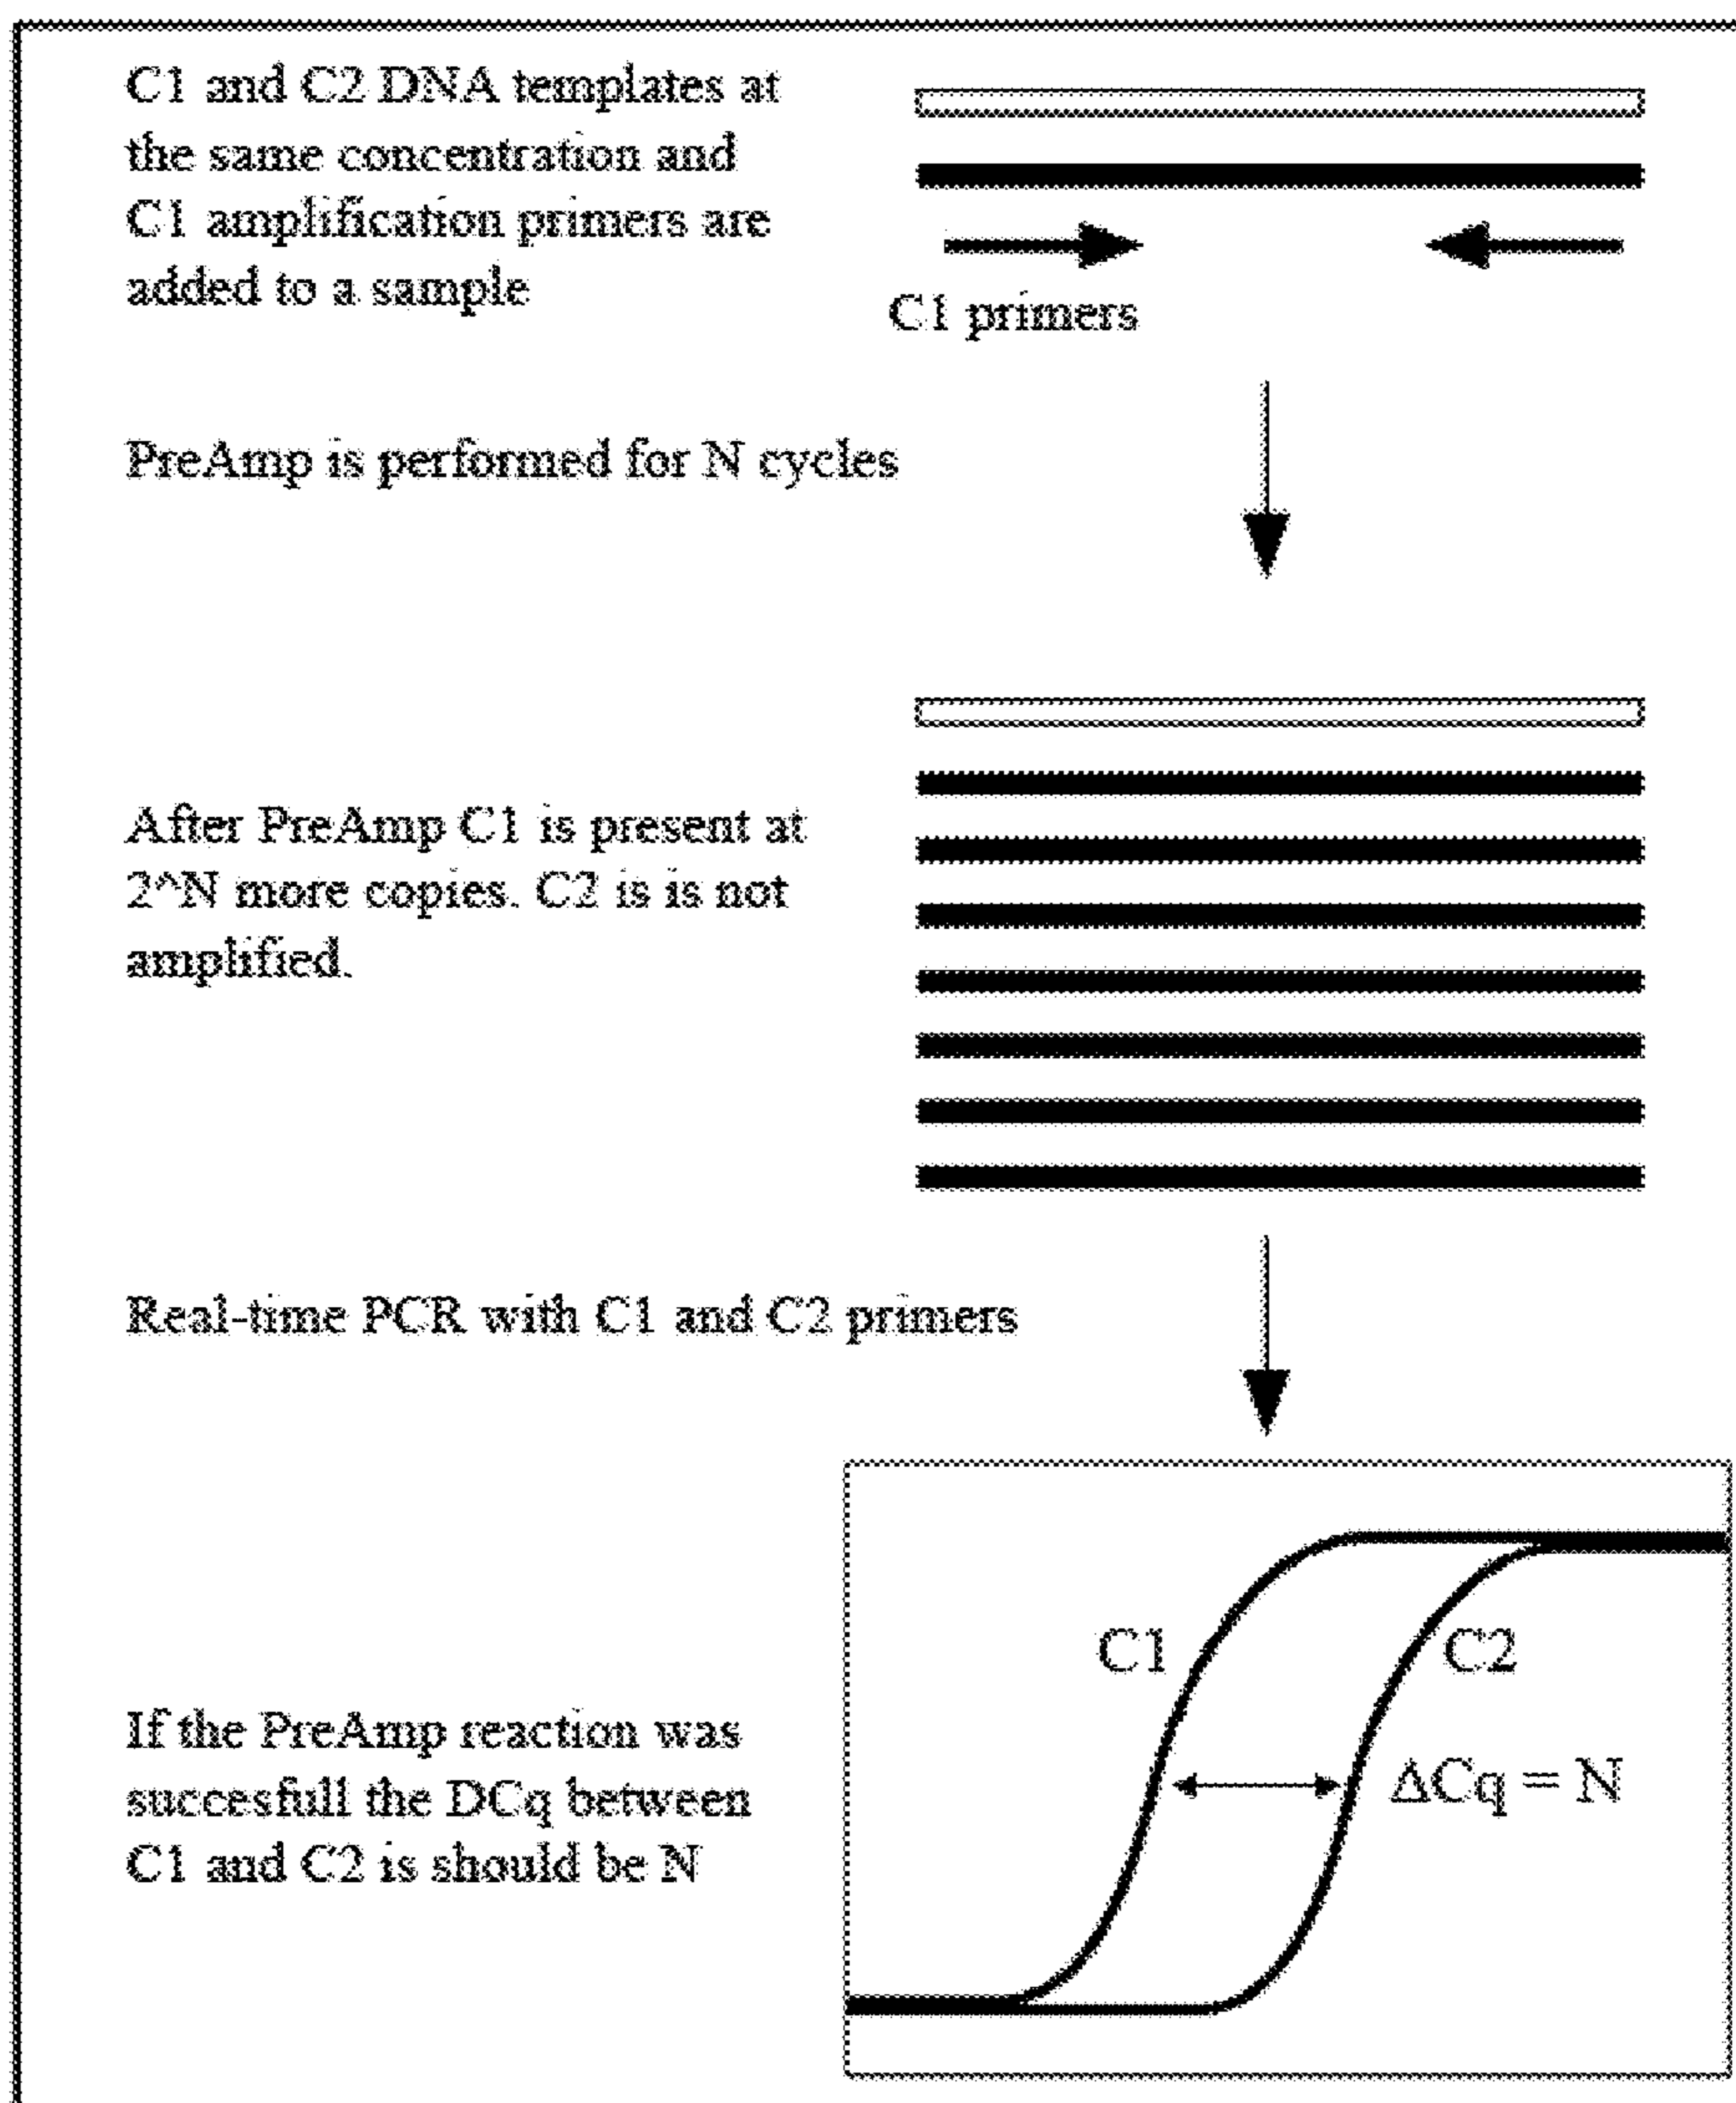 C1 and C2 DNA templates at
the same concentration and
C1 amplification primers are
added to a sample
C1 primers
PreAmp is performed for N cycles
After PreAmp C1 is present at
2^N more copies. C2 is is not
amplified.
Real-time PCR with C1 and C2 primers
C1
C2
ΔCq = N
If the PreAmp reaction was
succesfull the DCq between
C1 and C2 is should be N